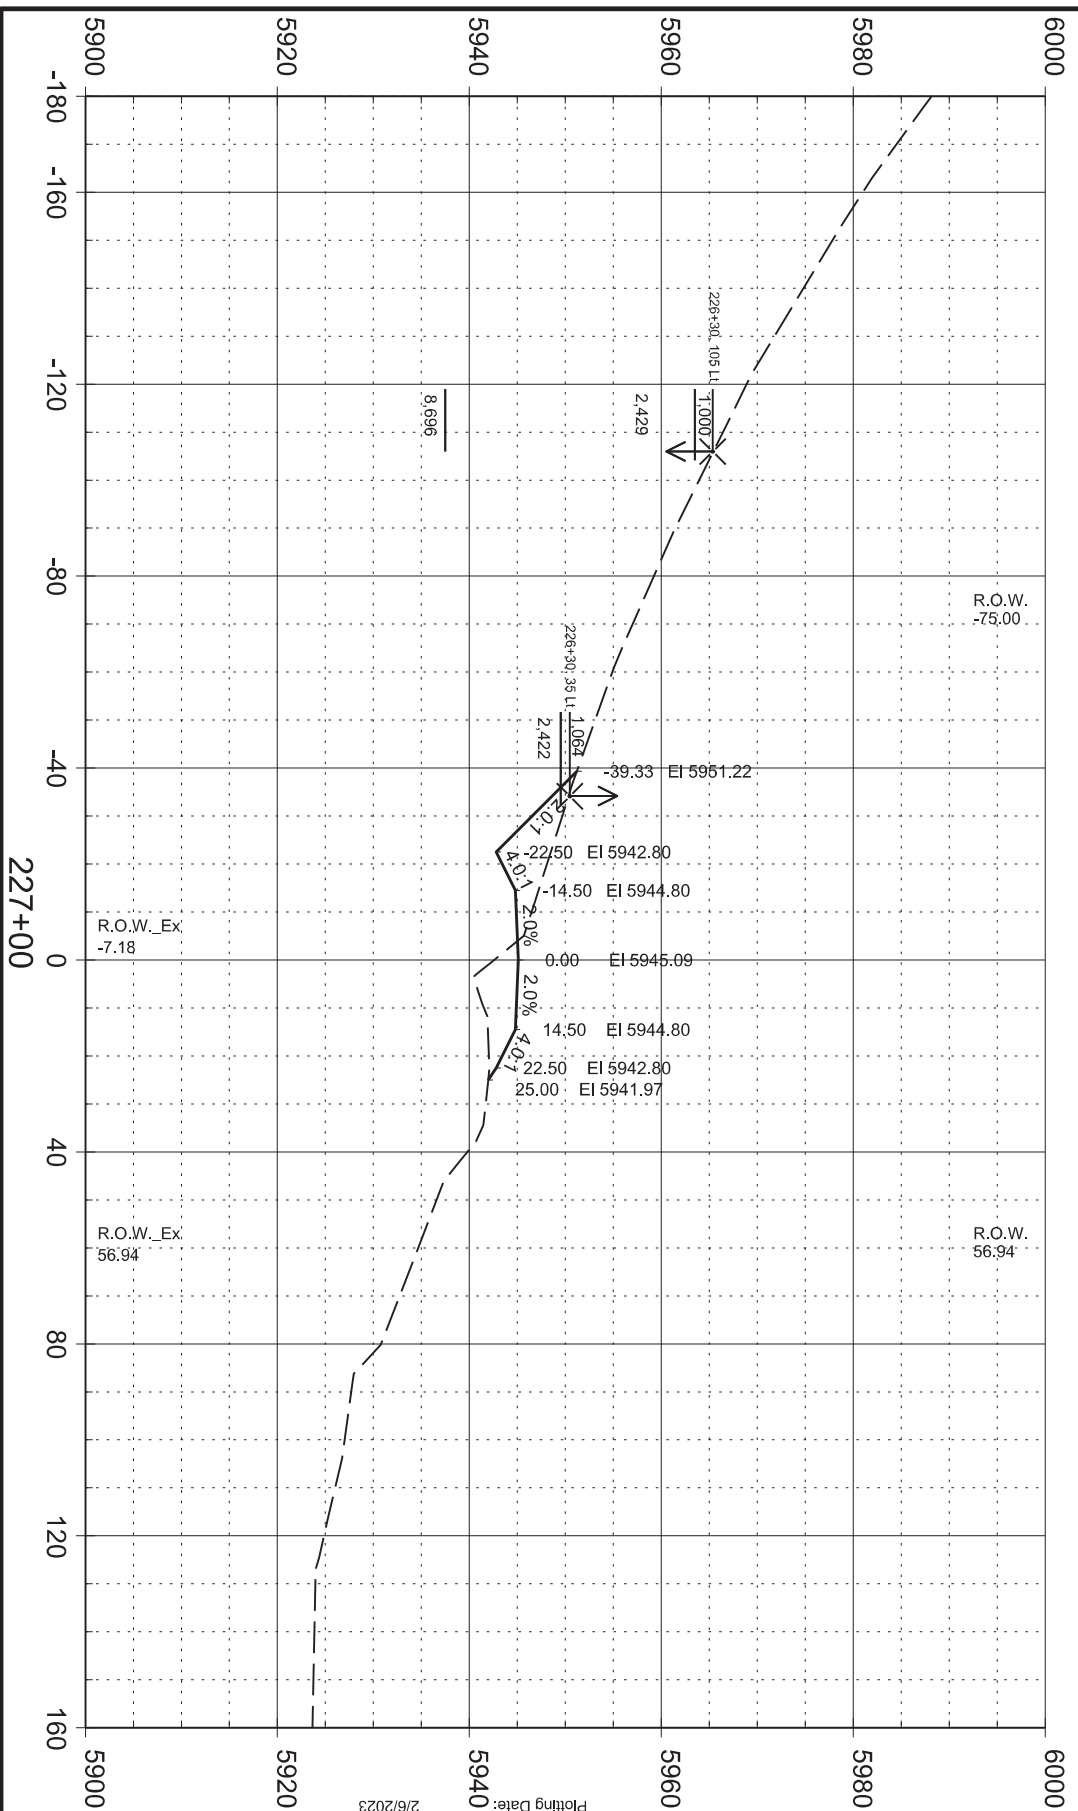 5900
5920
5940
5960
5980
6000
-180
-160
-120
-80
-40
0
40
80
120
160
227+00
226+30, 105 Lt
1,000
2,429
8,696
R.O.W.
-75.00
226+30, 35 Lt
1,064
2,422
-39.33 El 5951.22
2.0:1
-22.50 El 5942.80
4.0:1
-14.50 El 5944.80
2.0%
R.O.W._Ex
-7.18
0.00 El 5945.09
2.0%
14.50 El 5944.80
4.0:1
22.50 El 5942.80
25.00 El 5941.97
R.O.W._Ex
56.94
R.O.W.
56.94
5900
5920
5940
5960
5980
6000
Plotting Date: 2/6/2023